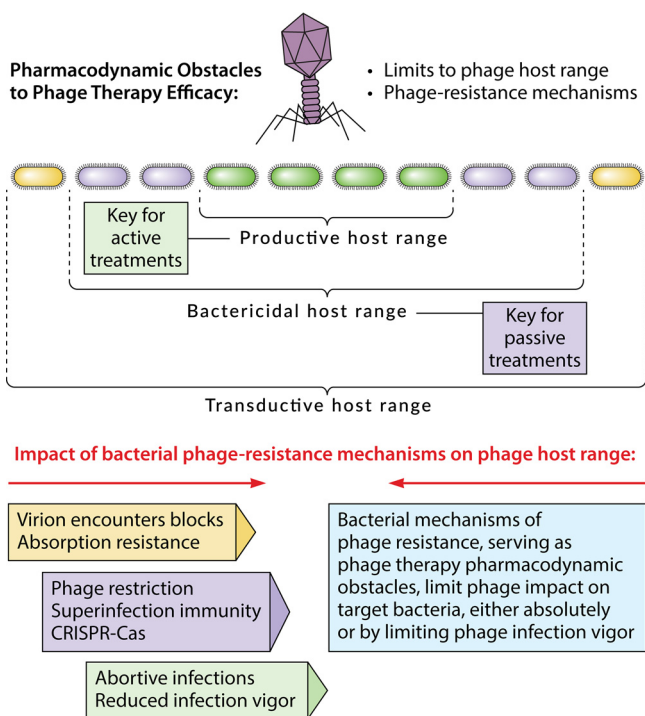 Pharmacodynamic Obstacles
to Phage Therapy Efficacy:
• Limits to phage host range
• Phage-resistance mechanisms
Key for
active
treatments
Productive host range
Bactericidal host range
Key for
passive
treatments
Transductive host range
Impact of bacterial phage-resistance mechanisms on phage host range:
Virion encounters blocks
Absorption resistance
Phage restriction
Superinfection immunity
CRISPR-Cas
Abortive infections
Reduced infection vigor
Bacterial mechanisms of
phage resistance, serving as
phage therapy pharmacodynamic
obstacles, limit phage impact on
target bacteria, either absolutely
or by limiting phage infection vigor